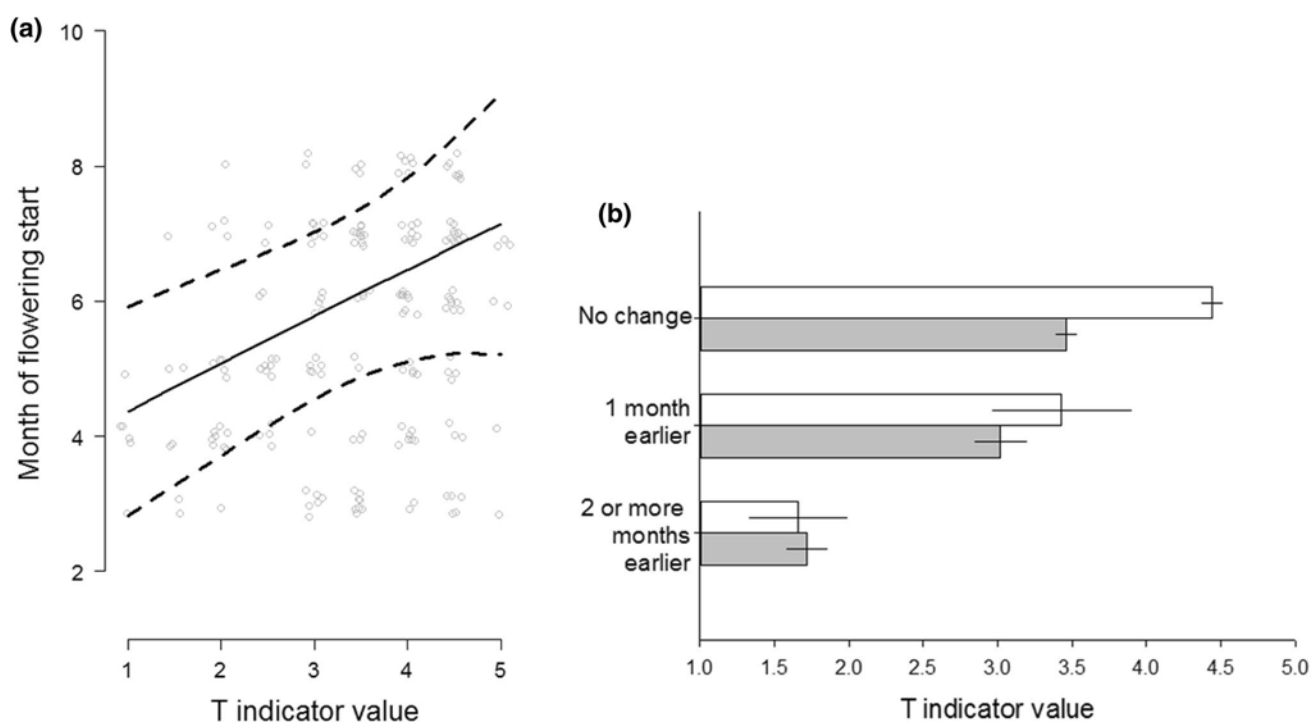 (a)
10
8
6
4
2
Month of flowering start
1 2 3 4 5
T indicator value
(b)
No change
1 month
earlier
2 or more
months
earlier
1.0 1.5 2.0 2.5 3.0 3.5 4.0 4.5 5.0
T indicator value